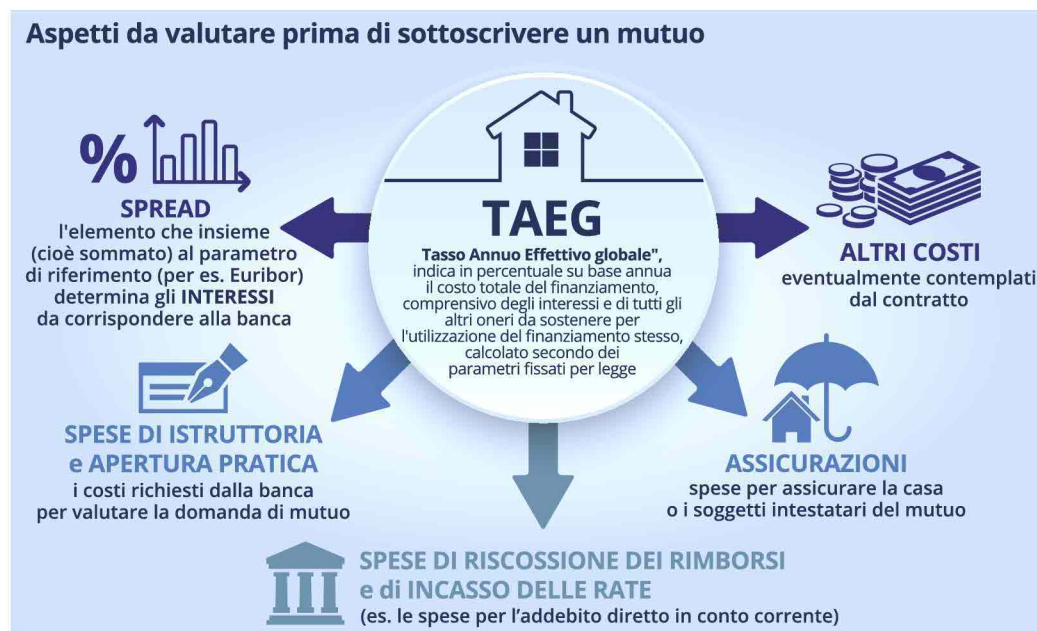 Aspetti da valutare prima di sottoscrivere un mutuo
%
SPREAD
l'elemento che insieme
(cioè sommato) al parametro
di riferimento (per es. Euribor)
determina gli INTERESSI
da corrispondere alla banca
TAEG
Tasso Annuo Effettivo globale",
indica in percentuale su base annua
il costo totale del finanziamento,
comprensivo degli interessi e di tutti gli
altri oneri da sostenere per
l'utilizzazione del finanziamento stesso,
calcolato secondo dei
parametri fissati per legge
ALTRI COSTI
eventualmente contemplati
dal contratto
SPESE DI ISTRUTTORIA
e APERTURA PRATICA
i costi richiesti dalla banca
per valutare la domanda di mutuo
ASSICURAZIONI
spese per assicurare la casa
o i soggetti intestatari del mutuo
SPESE DI RISCOSSIONE DEI RIMBORSI
e di INCASSO DELLE RATE
(es. le spese per l’addebito diretto in conto corrente)